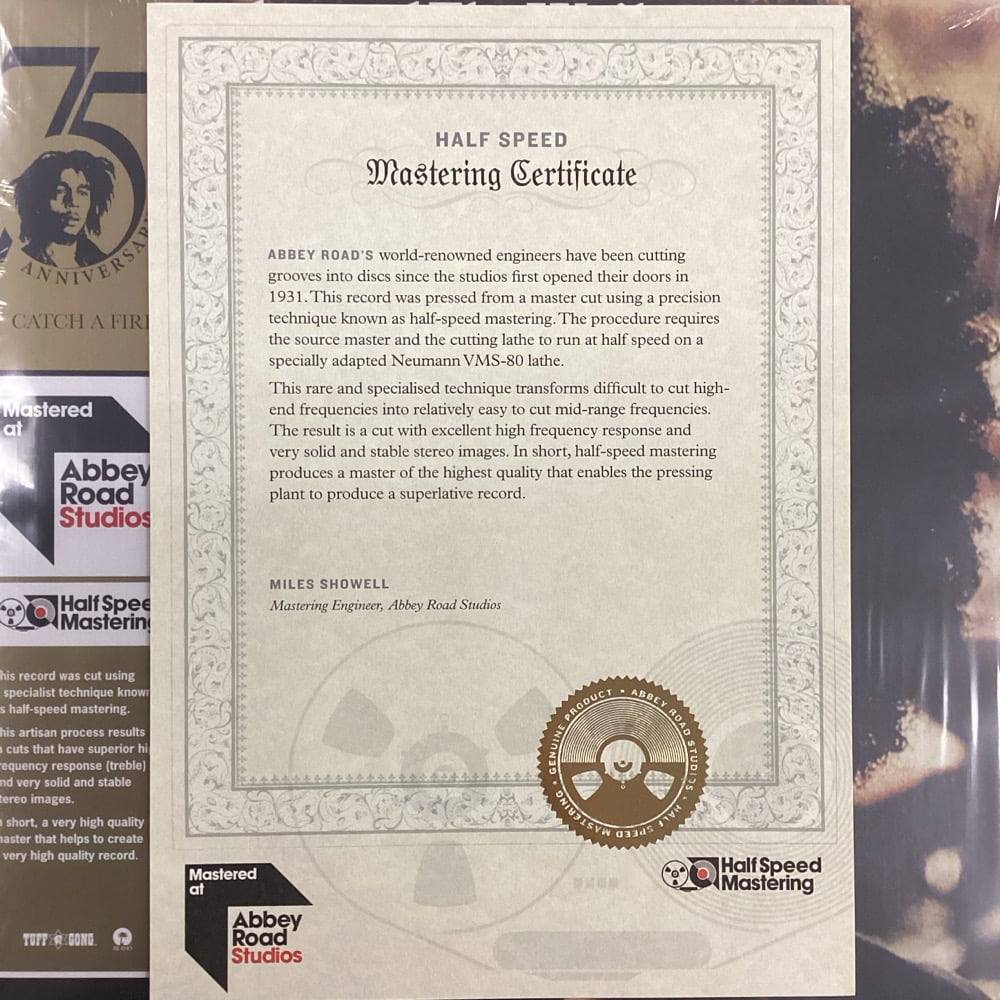 75
ANNIVERSARY
CATCH A FIRE
Mastered
at
Abbey
Road
Studios
Half Spee
Mastering
his record was cut using
specialist technique known
s half-speed mastering.
his artisan process results
cuts that have superior hi
requency response (treble)
nd very solid and stable
tereo images.
short, a very high quality
aster that helps to create
very high quality record.
TUFF GONG
ISLAND
HALF SPEED
Mastering Certificate
ABBEY ROAD'S world-renowned engineers have been cutting
grooves into discs since the studios first opened their doors in
1931. This record was pressed from a master cut using a precision
technique known as half-speed mastering. The procedure requires
the source master and the cutting lathe to run at half speed on a
specially adapted Neumann VMS-80 lathe.
This rare and specialised technique transforms difficult to cut high-
end frequencies into relatively easy to cut mid-range frequencies.
The result is a cut with excellent high frequency response and
very solid and stable stereo images. In short, half-speed mastering
produces a master of the highest quality that enables the pressing
plant to produce a superlative record.
MILES SHOWELL
Mastering Engineer, Abbey Road Studios
GENUINE PRODUCT • ABBEY ROAD STUDIOS • HALF SPEED MASTERING •
Mastered
at
Abbey
Road
Studios
Half Speed
Mastering